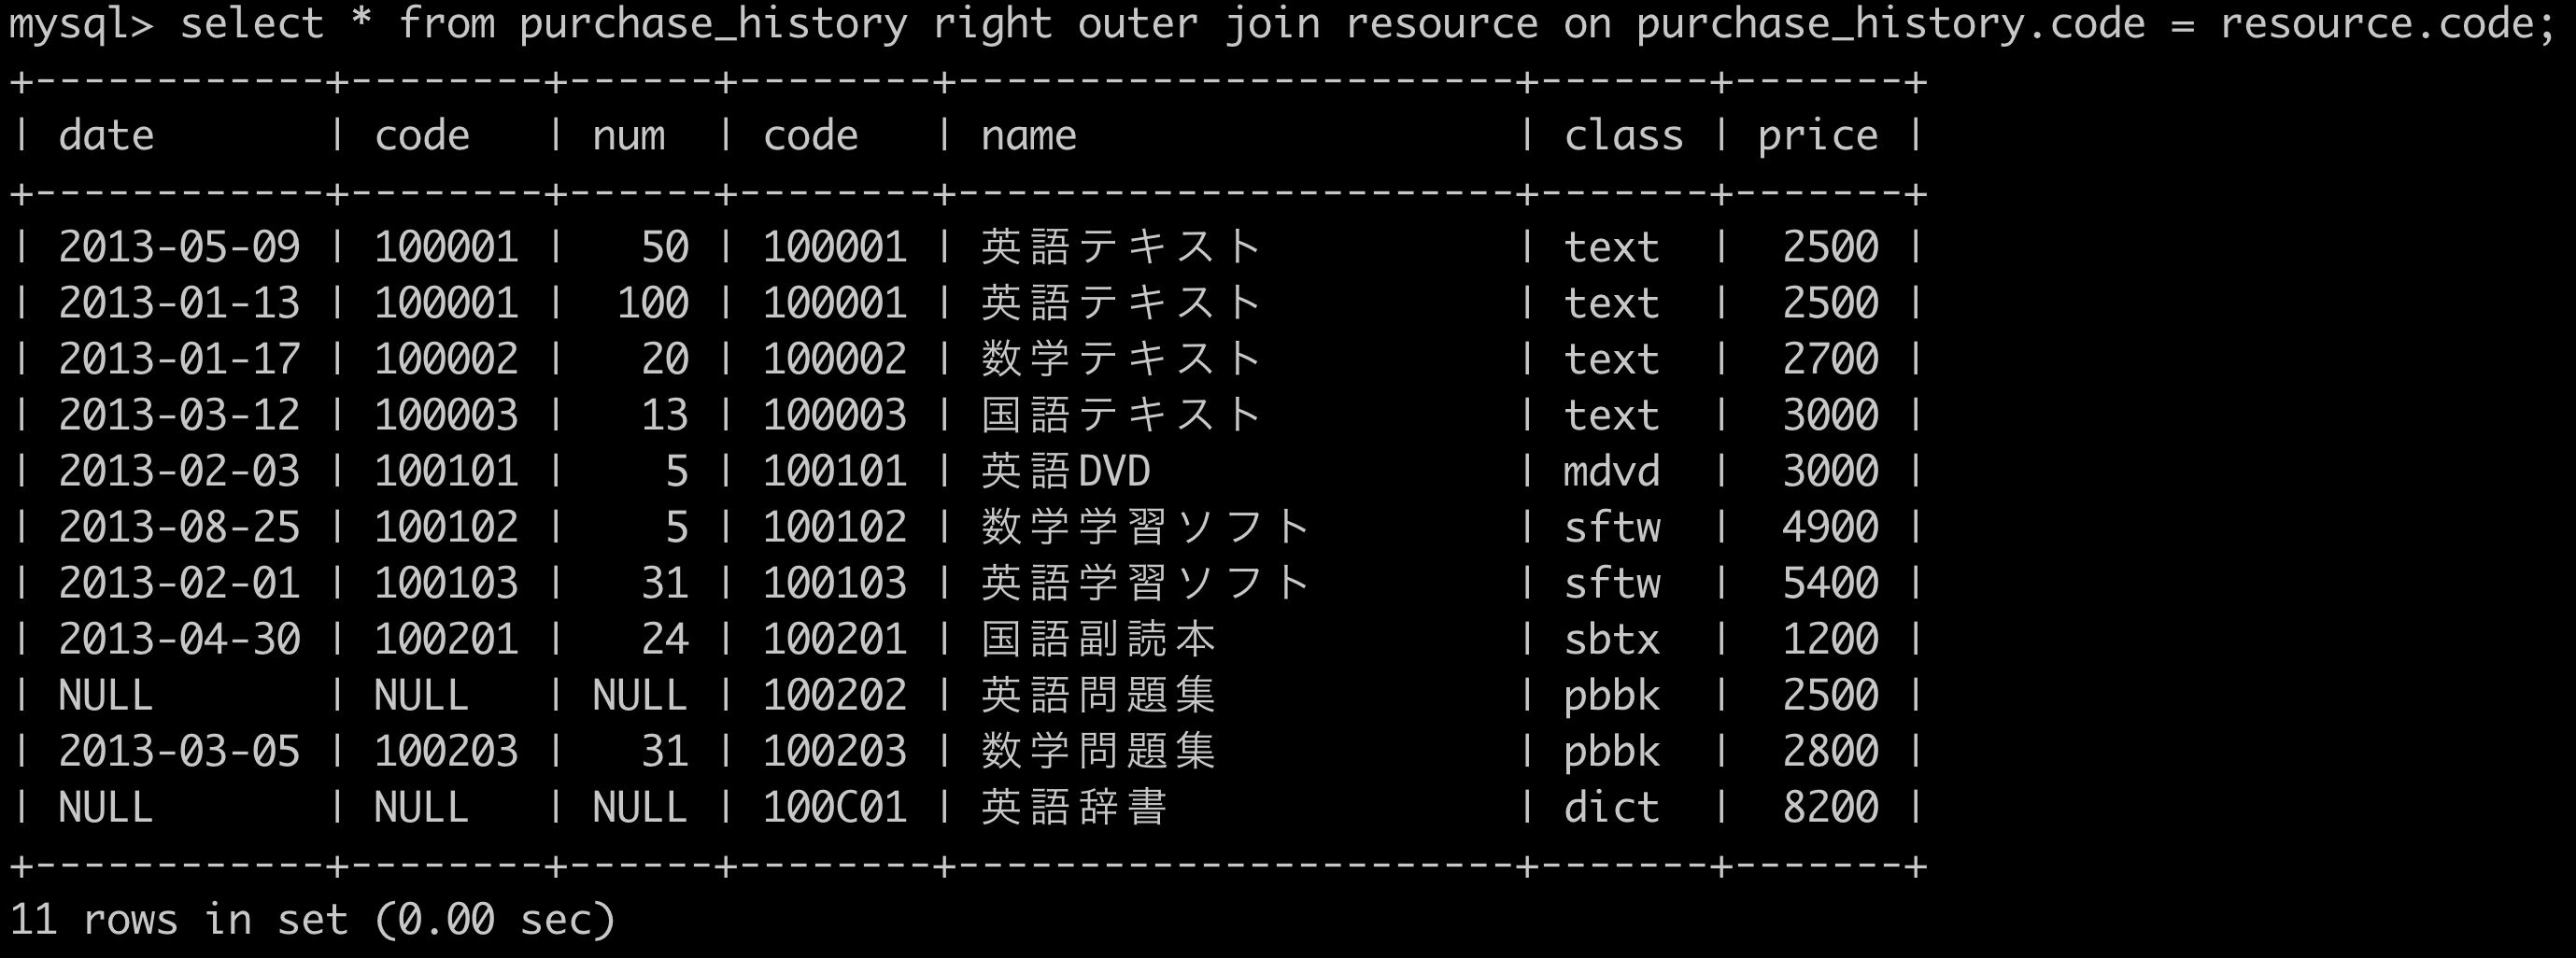 mysql> select * from purchase_history right outer join resource on purchase_history.code = resource.code;
+------------+--------+------+--------+-----------------------+-------+-------+
| date       | code   | num  | code   | name                  | class | price |
+------------+--------+------+--------+-----------------------+-------+-------+
| 2013-05-09 | 100001 |   50 | 100001 | 英語テキスト          | text  |  2500 |
| 2013-01-13 | 100001 |  100 | 100001 | 英語テキスト          | text  |  2500 |
| 2013-01-17 | 100002 |   20 | 100002 | 数学テキスト          | text  |  2700 |
| 2013-03-12 | 100003 |   13 | 100003 | 国語テキスト          | text  |  3000 |
| 2013-02-03 | 100101 |    5 | 100101 | 英語DVD               | mdvd  |  3000 |
| 2013-08-25 | 100102 |    5 | 100102 | 数学学習ソフト        | sftw  |  4900 |
| 2013-02-01 | 100103 |   31 | 100103 | 英語学習ソフト        | sftw  |  5400 |
| 2013-04-30 | 100201 |   24 | 100201 | 国語副読本            | sbtx  |  1200 |
| NULL       | NULL   | NULL | 100202 | 英語問題集            | pbbk  |  2500 |
| 2013-03-05 | 100203 |   31 | 100203 | 数学問題集            | pbbk  |  2800 |
| NULL       | NULL   | NULL | 100C01 | 英語辞書              | dict  |  8200 |
+------------+--------+------+--------+-----------------------+-------+-------+
11 rows in set (0.00 sec)